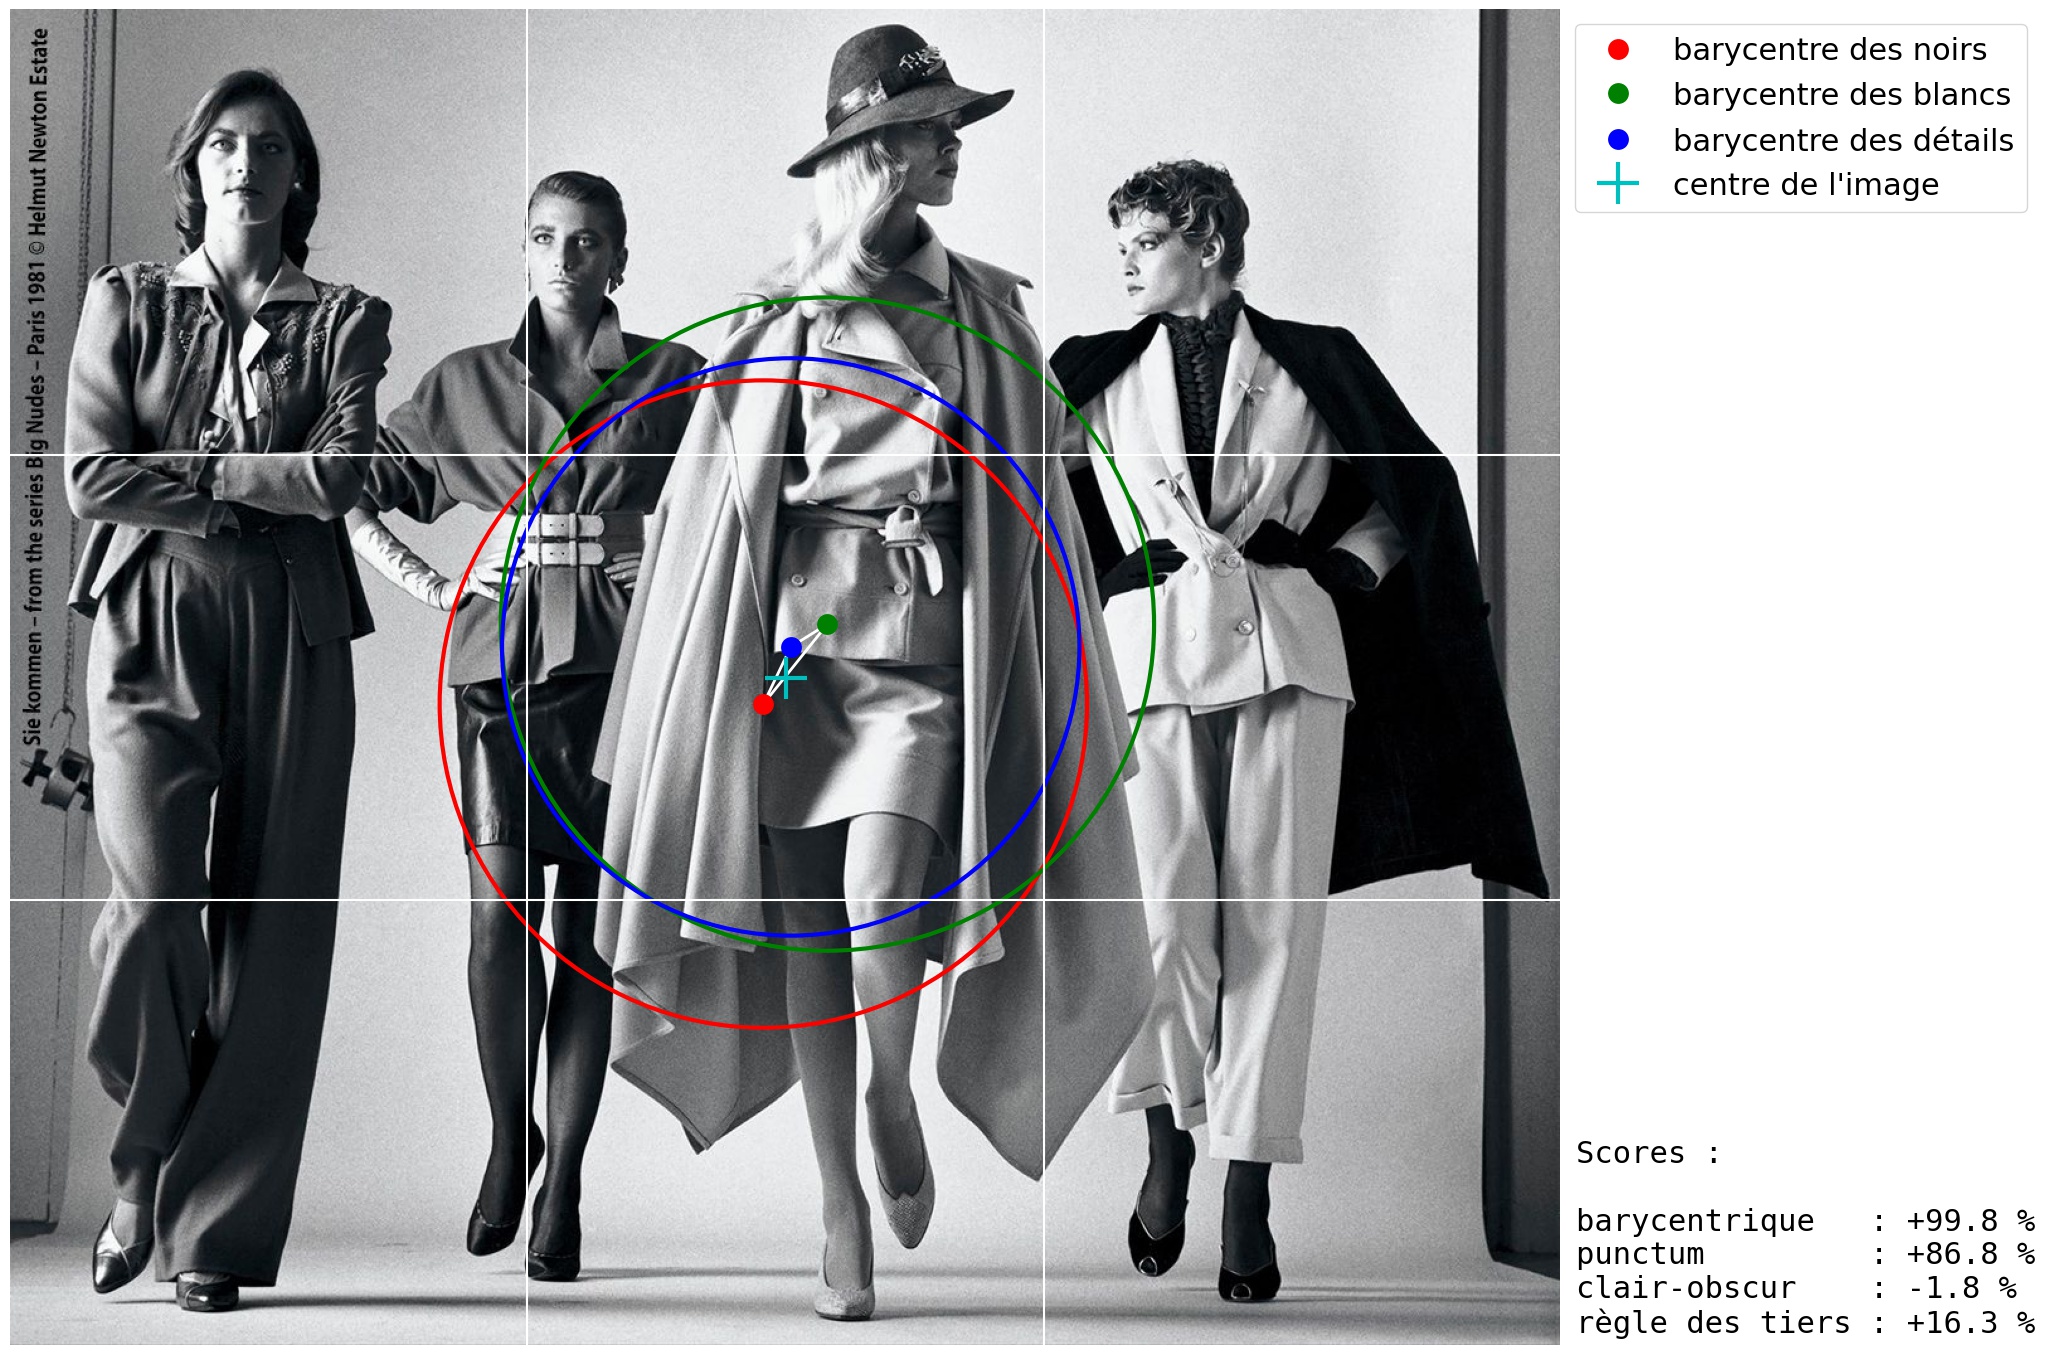 Sie kommen – from the series Big Nudes – Paris 1981 © Helmut Newton Estate
barycentre des noirs
barycentre des blancs
barycentre des détails
centre de l'image
Scores :
barycentrique : +99.8 %
punctum : +86.8 %
clair-obscur : -1.8 %
règle des tiers : +16.3 %